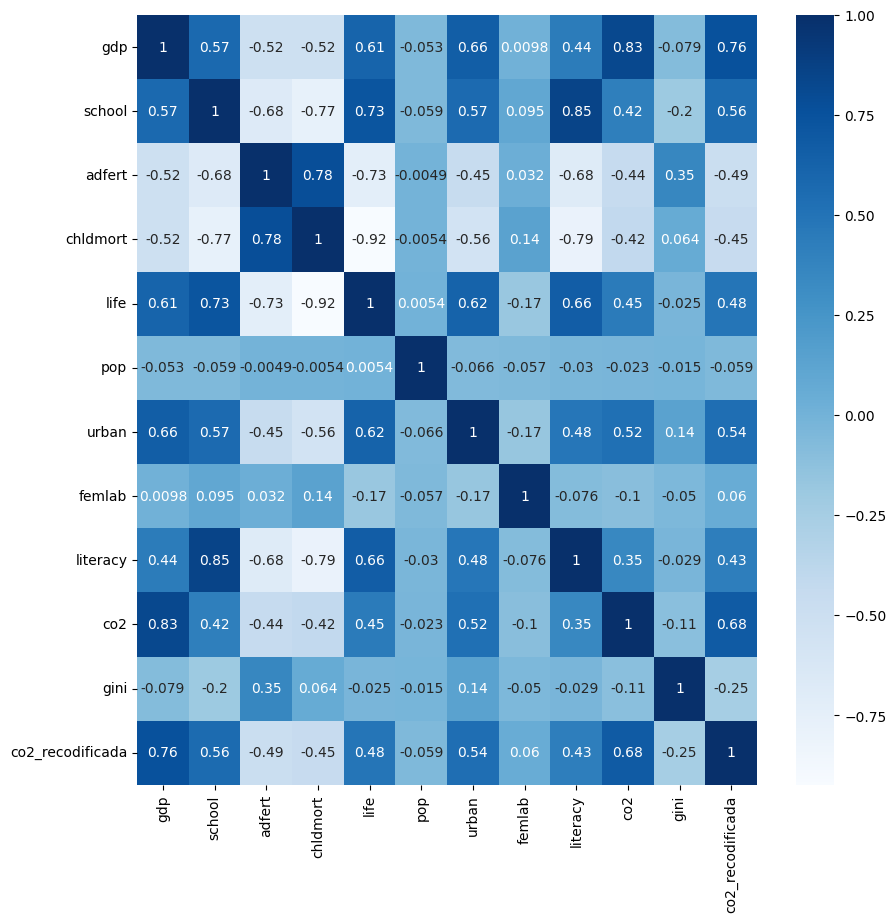 gdp 1 0.57 -0.52 -0.52 0.61 -0.053 0.66 0.0098 0.44 0.83 -0.079 0.76
school 0.57 1 -0.68 -0.77 0.73 -0.059 0.57 0.095 0.85 0.42 -0.2 0.56
adfert -0.52 -0.68 1 0.78 -0.73 -0.0049 -0.45 0.032 -0.68 -0.44 0.35 -0.49
chldmort -0.52 -0.77 0.78 1 -0.92 -0.0054 -0.56 0.14 -0.79 -0.42 0.064 -0.45
life 0.61 0.73 -0.73 -0.92 1 0.0054 0.62 -0.17 0.66 0.45 -0.025 0.48
pop -0.053 -0.059 -0.0049 -0.0054 0.0054 1 -0.066 -0.057 -0.03 -0.023 -0.015 -0.059
urban 0.66 0.57 -0.45 -0.56 0.62 -0.066 1 -0.17 0.48 0.52 0.14 0.54
femlab 0.0098 0.095 0.032 0.14 -0.17 -0.057 -0.17 1 -0.076 -0.1 -0.05 0.06
literacy 0.44 0.85 -0.68 -0.79 0.66 -0.03 0.48 -0.076 1 0.35 -0.029 0.43
co2 0.83 0.42 -0.44 -0.42 0.45 -0.023 0.52 -0.1 0.35 1 -0.11 0.68
gini -0.079 -0.2 0.35 0.064 -0.025 -0.015 0.14 -0.05 -0.029 -0.11 1 -0.25
co2_recodificada 0.76 0.56 -0.49 -0.45 0.48 -0.059 0.54 0.06 0.43 0.68 -0.25 1
gdp school adfert chldmort life pop urban femlab literacy co2 gini co2_recodificada
1.00
0.75
0.50
0.25
0.00
−0.25
−0.50
−0.75